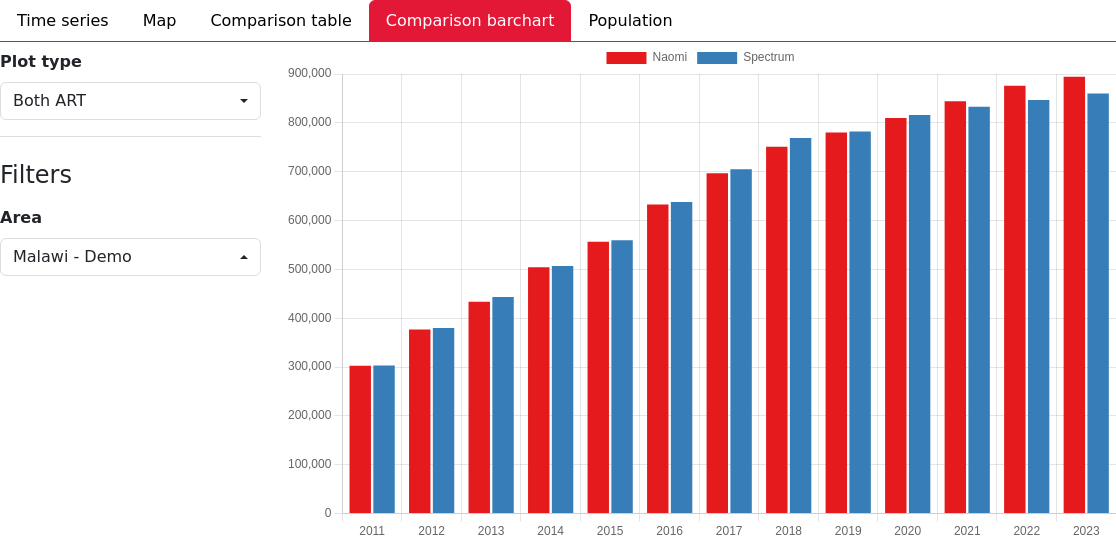 Time series Map Comparison table Comparison barchart Population
Plot type
Both ART
Filters
Area
Malawi - Demo
Naomi Spectrum
900,000
800,000
700,000
600,000
500,000
400,000
300,000
200,000
100,000
0
2011 2012 2013 2014 2015 2016 2017 2018 2019 2020 2021 2022 2023